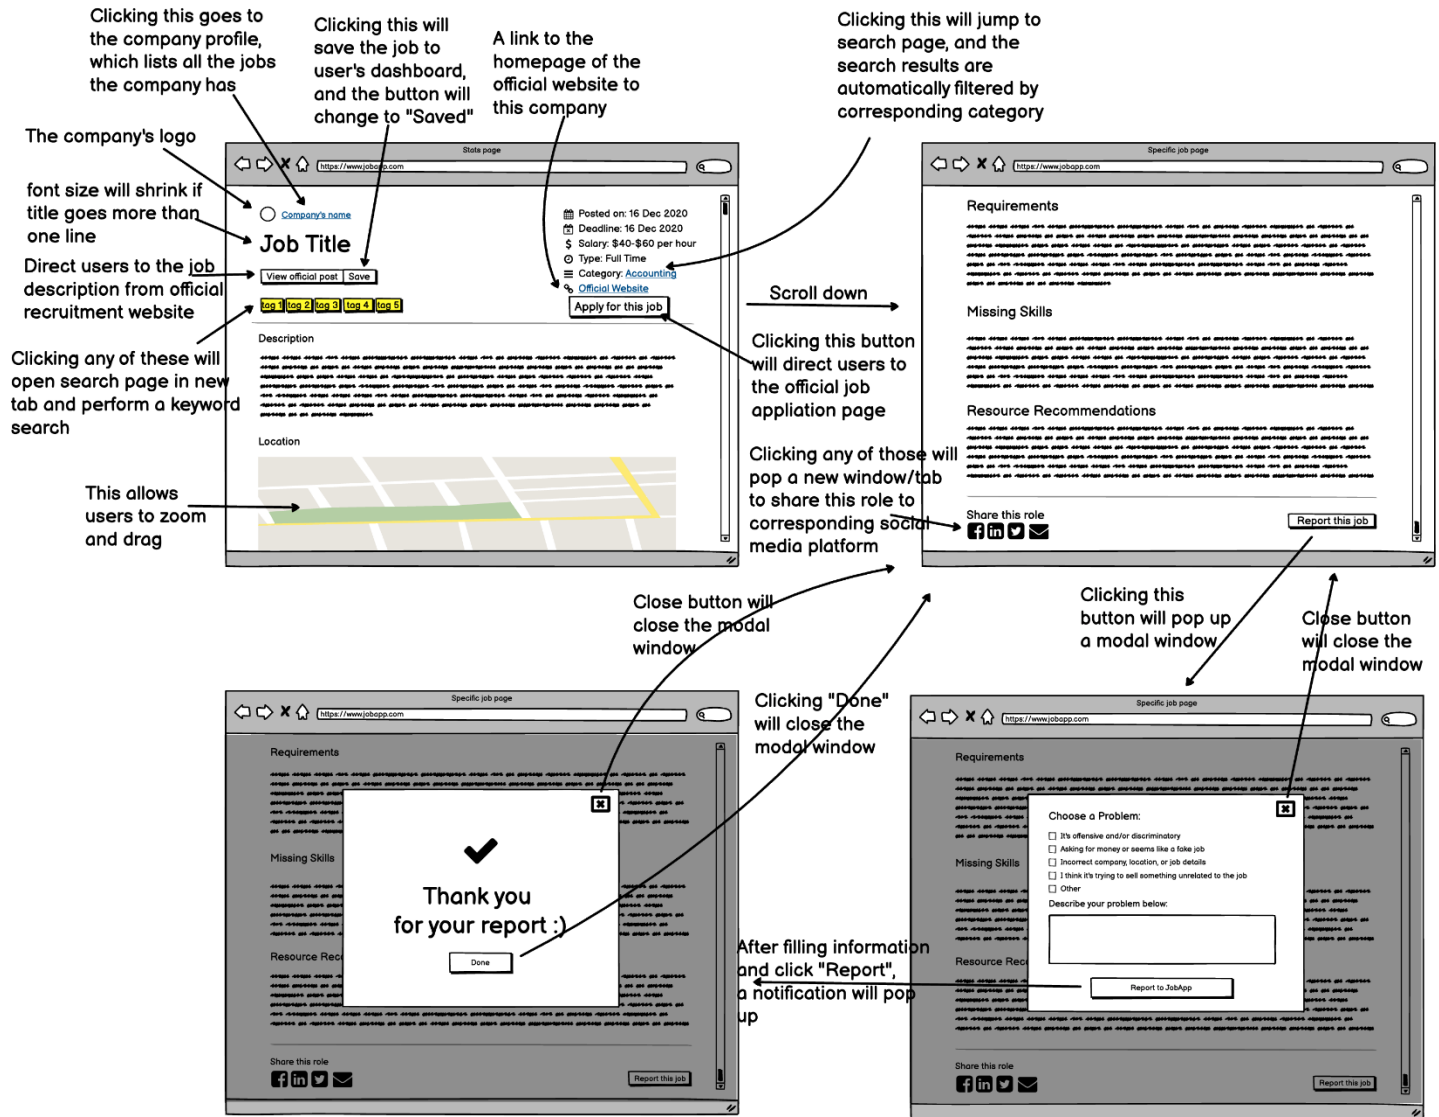 Clicking this goes to
the company profile,
which lists all the jobs
the company has
Clicking this will
save the job to
user's dashboard,
and the button will
change to "Saved"
A link to the
homepage of the
official website to
this company
Clicking this will jump to
search page, and the
search results are
automatically filtered by
corresponding category
The company's logo
font size will shrink if
title goes more than
one line
Direct users to the job
description from official
recruitment website
Clicking any of these will
open search page in new
tab and perform a keyword
search
This allows
users to zoom
and drag
Stats page
https://www.jobapp.com
Company's name
Job Title
View official post
Save
tag 1
tag 2
tag 3
tag 4
tag 5
Posted on: 16 Dec 2020
Deadline: 16 Dec 2020
Salary: $40-$60 per hour
Type: Full Time
Category: Accounting
Official Website
Apply for this job
Description
Location
Scroll down
Clicking this button
will direct users to
the official job
appliation page
Clicking any of those will
pop a new window/tab
to share this role to
corresponding social
media platform
Specific job page
https://www.jobapp.com
Requirements
Missing Skills
Resource Recommendations
Share this role
Report this job
Close button will
close the modal
window
Clicking "Done"
will close the
modal window
Clicking this
button will pop up
a modal window
Close button
will close the
modal window
Specific job page
https://www.jobapp.com
Requirements
Missing Skills
Resource Reco
Thank you
for your report :)
Done
Share this role
Report this job
After filling information
and click "Report",
a notification will pop
up
Specific job page
https://www.jobapp.com
Requirements
Missing Skills
Resource Reco
Choose a Problem:
It's offensive and/or discriminatory
Asking for money or seems like a fake job
Incorrect company, location, or job details
I think it's trying to sell something unrelated to the job
Other
Describe your problem below:
Report to JobApp
Share this role
Report this job